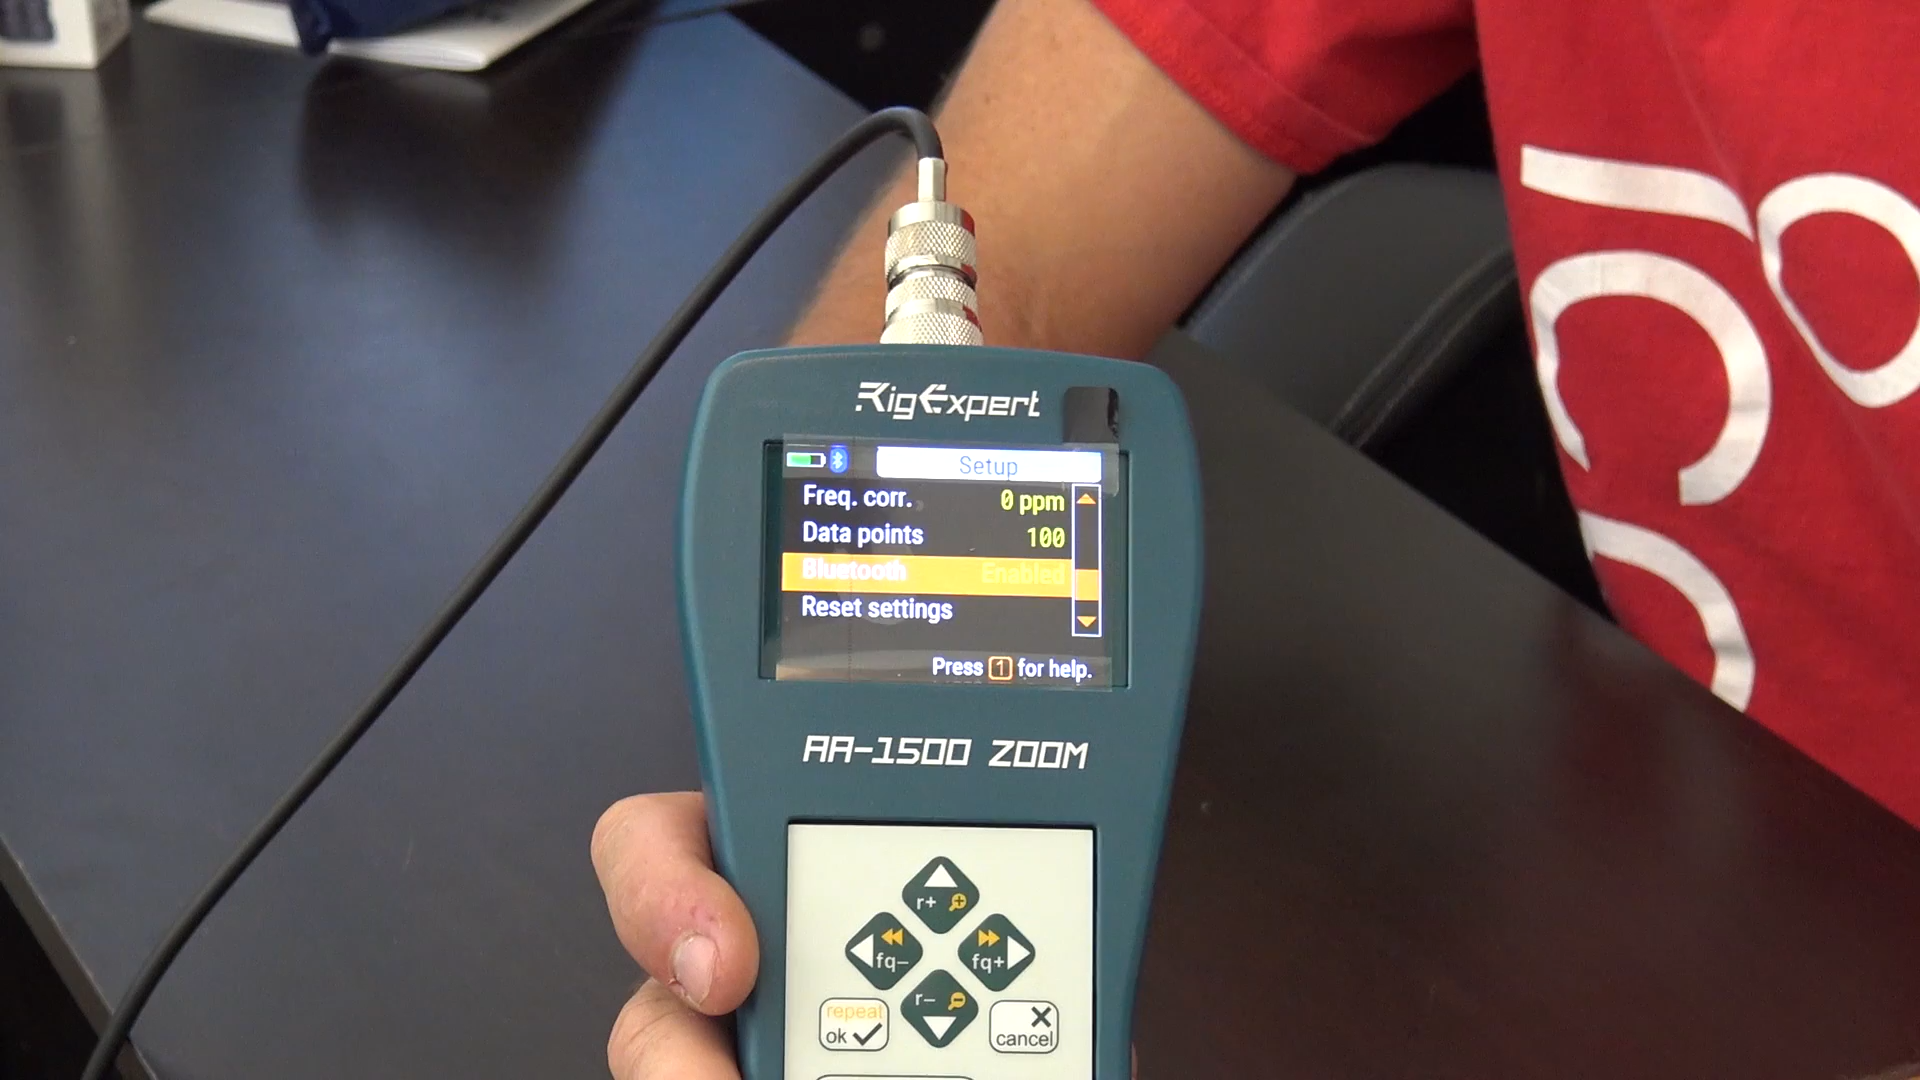 RigExpert
Setup
Freq. corr. 0 ppm
Data points 100
Bluetooth Enabled
Reset settings
Press 1 for help.
AA-1500 ZOOM
r+
fq-
fq+
r-
repeat
ok
cancel